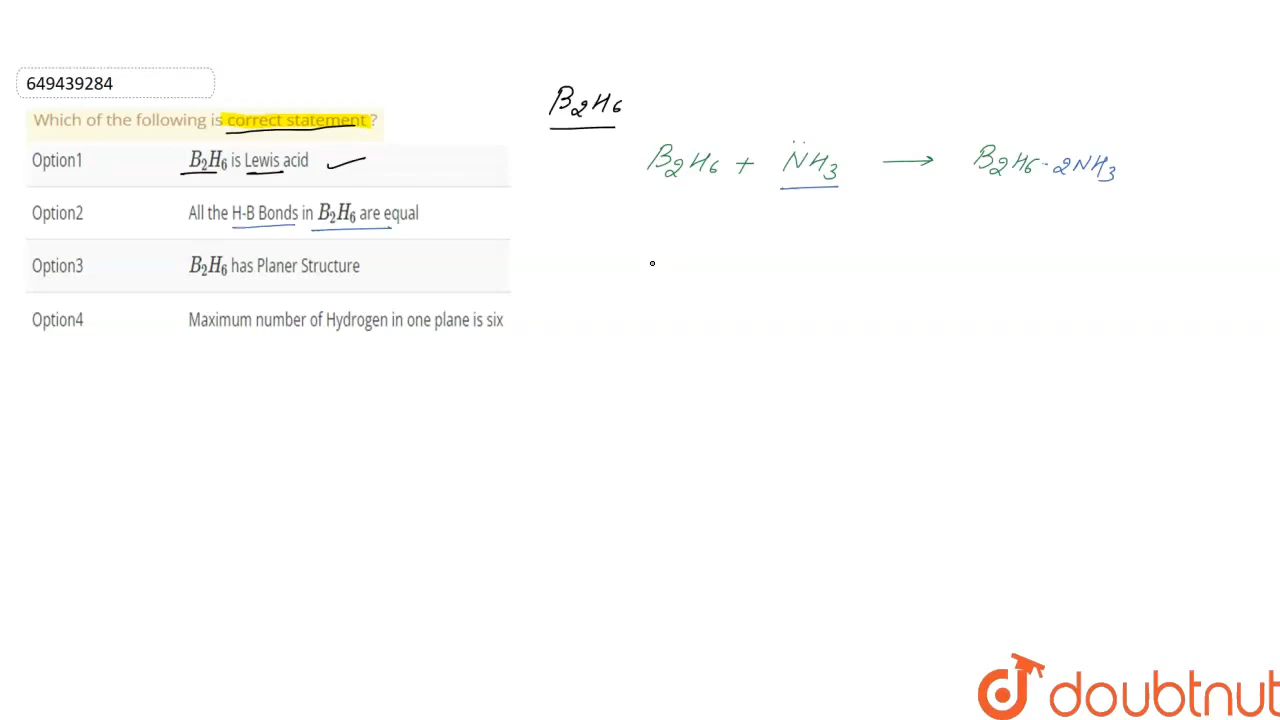 649439284
Which of the following is correct statement ?
Option1 B₂H₆ is Lewis acid
Option2 All the H-B Bonds in B₂H₆ are equal
Option3 B₂H₆ has Planer Structure
Option4 Maximum number of Hydrogen in one plane is six
B₂H₆
B₂H₆ + N̈H₃ → B₂H₆·2NH₃
doubtnut